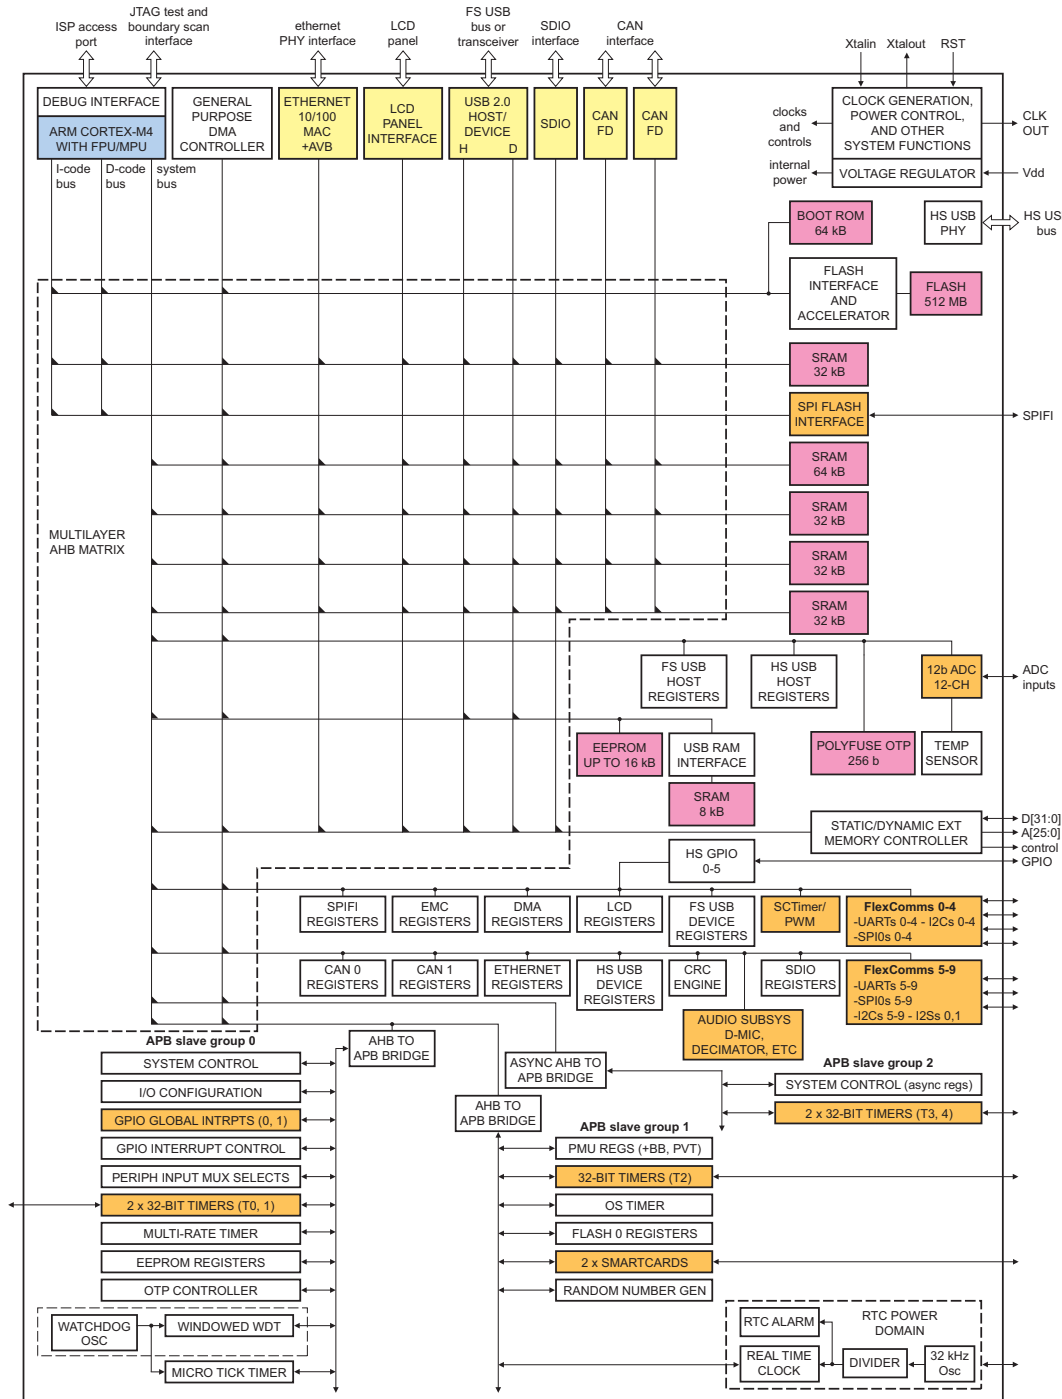 ISP access
port
JTAG test and
boundary scan
interface
ethernet
PHY interface
LCD
panel
FS USB
bus or
transceiver
SDIO
interface
CAN
interface
Xtalin
Xtalout
RST
DEBUG INTERFACE
ARM CORTEX-M4
WITH FPU/MPU
GENERAL
PURPOSE
DMA
CONTROLLER
ETHERNET
10/100
MAC
+AVB
LCD
PANEL
INTERFACE
USB 2.0
HOST/
DEVICE
H D
SDIO
CAN
FD
CAN
FD
clocks
and
controls
CLOCK GENERATION,
POWER CONTROL,
AND OTHER
SYSTEM FUNCTIONS
CLK
OUT
internal
power
VOLTAGE REGULATOR
Vdd
I-code
bus
D-code
bus
system
bus
BOOT ROM
64 kB
HS USB
PHY
HS US
bus
FLASH
INTERFACE
AND
ACCELERATOR
FLASH
512 MB
SRAM
32 kB
SPI FLASH
INTERFACE
SPIFI
SRAM
64 kB
SRAM
32 kB
MULTILAYER
AHB MATRIX
SRAM
32 kB
SRAM
32 kB
FS USB
HOST
REGISTERS
HS USB
HOST
REGISTERS
12b ADC
12-CH
ADC
inputs
EEPROM
UP TO 16 kB
USB RAM
INTERFACE
POLYFUSE OTP
256 b
TEMP
SENSOR
SRAM
8 kB
STATIC/DYNAMIC EXT
MEMORY CONTROLLER
D[31:0]
A[25:0]
control
GPIO
HS GPIO
0-5
SPIFI
REGISTERS
EMC
REGISTERS
DMA
REGISTERS
LCD
REGISTERS
FS USB
DEVICE
REGISTERS
SCTimer/
PWM
FlexComms 0-4
-UARTs 0-4 - I2Cs 0-4
-SPI0s 0-4
CAN 0
REGISTERS
CAN 1
REGISTERS
ETHERNET
REGISTERS
HS USB
DEVICE
REGISTERS
CRC
ENGINE
SDIO
REGISTERS
FlexComms 5-9
-UARTs 5-9
-SPI0s 5-9
-I2Cs 5-9 - I2Ss 0,1
AUDIO SUBSYS
D-MIC,
DECIMATOR, ETC
APB slave group 0
AHB TO
APB BRIDGE
ASYNC AHB TO
APB BRIDGE
APB slave group 2
SYSTEM CONTROL
I/O CONFIGURATION
GPIO GLOBAL INTRPTS (0, 1)
GPIO INTERRUPT CONTROL
PERIPH INPUT MUX SELECTS
2 x 32-BIT TIMERS (T0, 1)
MULTI-RATE TIMER
EEPROM REGISTERS
OTP CONTROLLER
WATCHDOG
OSC
WINDOWED WDT
MICRO TICK TIMER
SYSTEM CONTROL (async regs)
2 x 32-BIT TIMERS (T3, 4)
AHB TO
APB BRIDGE
APB slave group 1
PMU REGS (+BB, PVT)
32-BIT TIMERS (T2)
OS TIMER
FLASH 0 REGISTERS
2 x SMARTCARDS
RANDOM NUMBER GEN
RTC ALARM
RTC POWER
DOMAIN
REAL TIME
CLOCK
DIVIDER
32 kHz
Osc